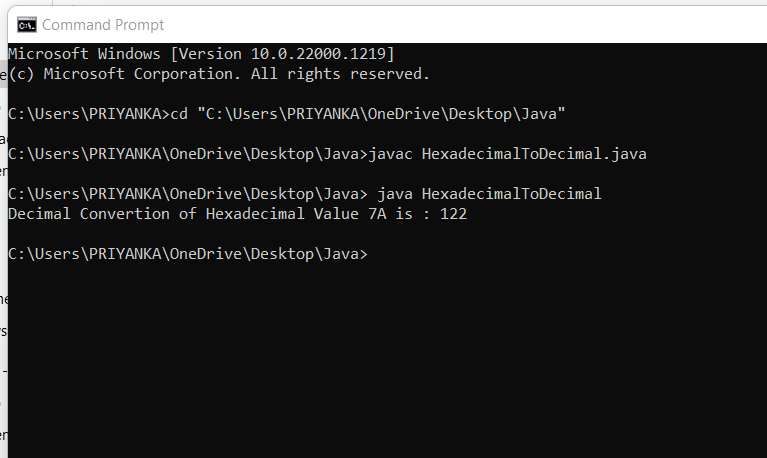 Command Prompt
Microsoft Windows [Version 10.0.22000.1219]
(c) Microsoft Corporation. All rights reserved.
C:\Users\PRIYANKA>cd "C:\Users\PRIYANKA\OneDrive\Desktop\Java"
C:\Users\PRIYANKA\OneDrive\Desktop\Java>javac HexadecimalToDecimal.java
C:\Users\PRIYANKA\OneDrive\Desktop\Java> java HexadecimalToDecimal
Decimal Convertion of Hexadecimal Value 7A is : 122
C:\Users\PRIYANKA\OneDrive\Desktop\Java>